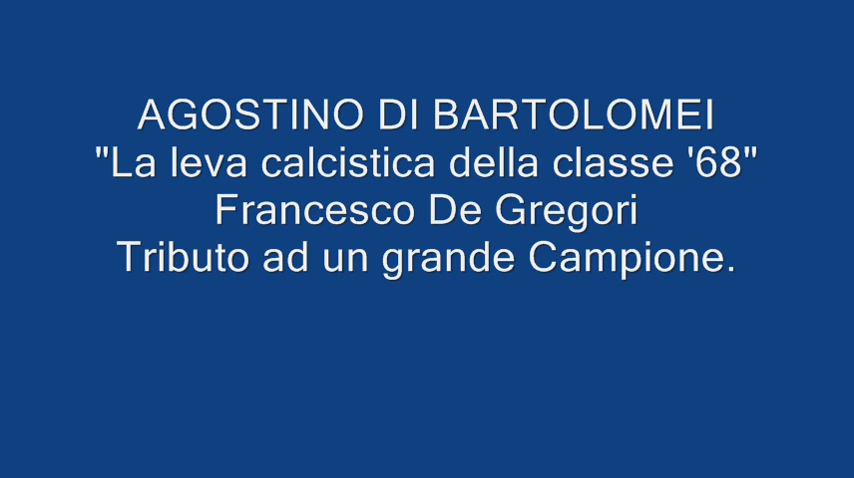 AGOSTINO DI BARTOLOMEI
"La leva calcistica della classe '68"
Francesco De Gregori
Tributo ad un grande Campione.